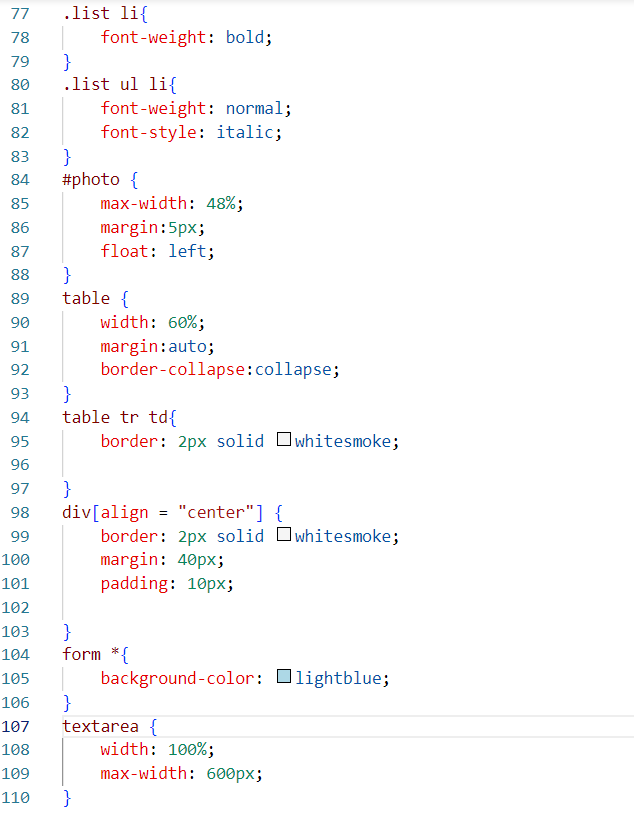 77 .list li{
78 font-weight: bold;
79 }
80 .list ul li{
81 font-weight: normal;
82 font-style: italic;
83 }
84 #photo {
85 max-width: 48%;
86 margin:5px;
87 float: left;
88 }
89 table {
90 width: 60%;
91 margin:auto;
92 border-collapse:collapse;
93 }
94 table tr td{
95 border: 2px solid whitesmoke;
96
97 }
98 div[align = "center"] {
99 border: 2px solid whitesmoke;
100 margin: 40px;
101 padding: 10px;
102
103 }
104 form *{
105 background-color: lightblue;
106 }
107 textarea {
108 width: 100%;
109 max-width: 600px;
110 }